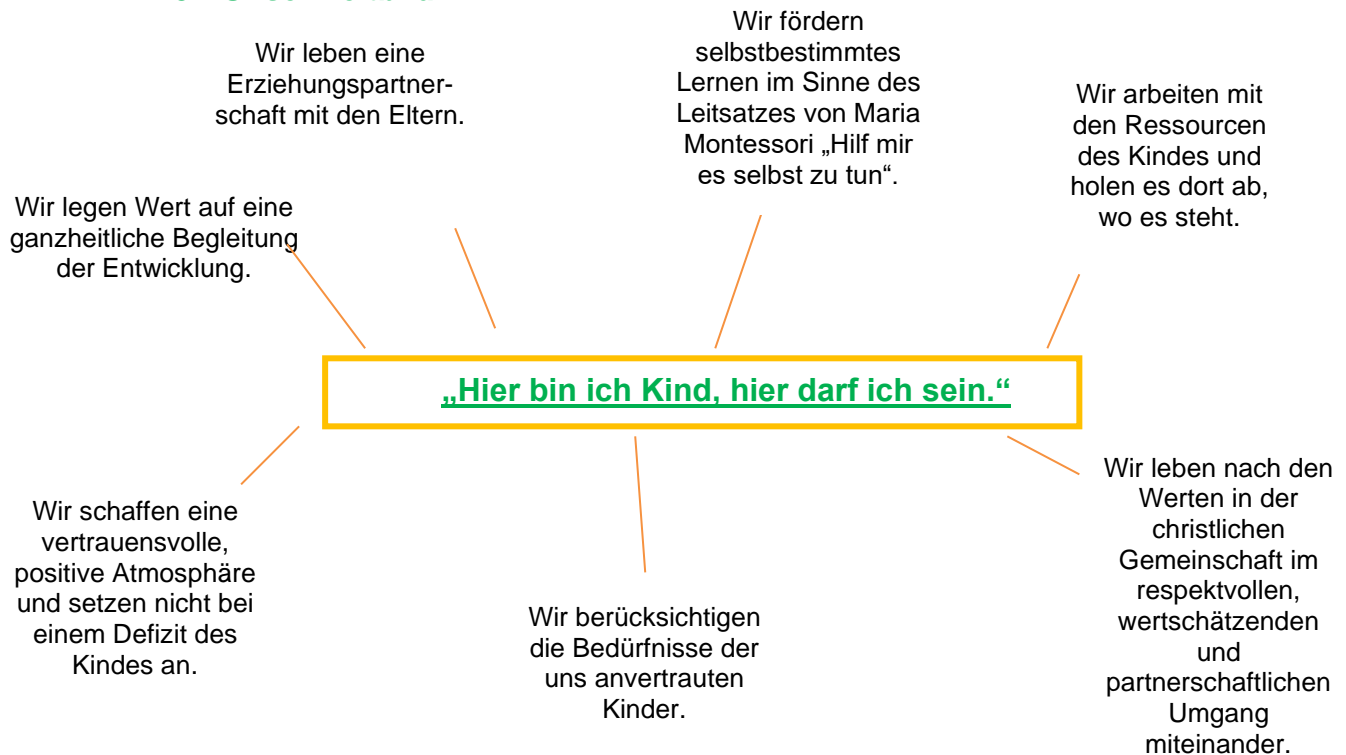 Wir leben eine
Erziehungspartner-
schaft mit den Eltern.
Wir fördern
selbstbestimmtes
Lernen im Sinne des
Leitsatzes von Maria
Montessori „Hilf mir
es selbst zu tun“.
Wir arbeiten mit
den Ressourcen
des Kindes und
holen es dort ab,
wo es steht.
Wir legen Wert auf eine
ganzheitliche Begleitung
der Entwicklung.
„Hier bin ich Kind, hier darf ich sein.“
Wir schaffen eine
vertrauensvolle,
positive Atmosphäre
und setzen nicht bei
einem Defizit des
Kindes an.
Wir berücksichtigen
die Bedürfnisse der
uns anvertrauten
Kinder.
Wir leben nach den
Werten in der
christlichen
Gemeinschaft im
respektvollen,
wertschätzenden
und
partnerschaftlichen
Umgang
miteinander.